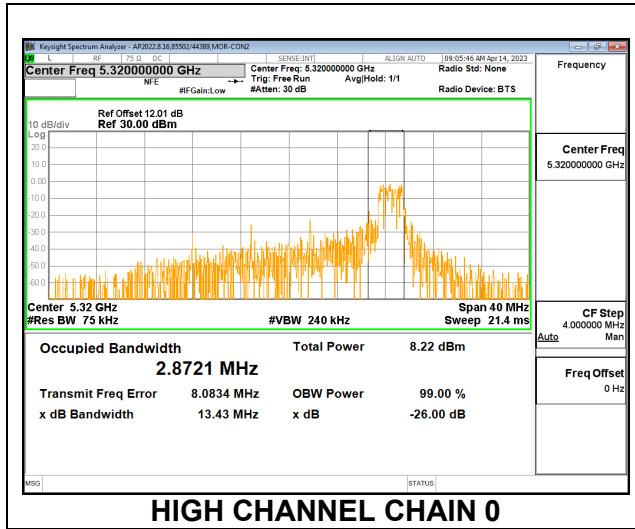 Keysight Spectrum Analyzer - AP2022.8.16,85502/44389,MOR-CON2
L RF 75 Ω DC SENSE:INT ALIGN AUTO 09:05:46 AM Apr 14, 2023
Center Freq 5.320000000 GHz Center Freq: 5.320000000 GHz Radio Std: None Frequency
NFE Trig: Free Run Avg|Hold: 1/1
#IFGain:Low #Atten: 30 dB Radio Device: BTS
Ref Offset 12.01 dB
10 dB/div Ref 30.00 dBm
Log
20.0
10.0
0.00
-10.0
-20.0
-30.0
-40.0
-50.0
-60.0
Center 5.32 GHz Span 40 MHz
#Res BW 75 kHz #VBW 240 kHz Sweep 21.4 ms
Occupied Bandwidth Total Power 8.22 dBm
2.8721 MHz
Transmit Freq Error 8.0834 MHz OBW Power 99.00 %
x dB Bandwidth 13.43 MHz x dB -26.00 dB
Center Freq
5.320000000 GHz
CF Step
4.000000 MHz
Auto Man
Freq Offset
0 Hz
MSG STATUS
HIGH CHANNEL CHAIN 0